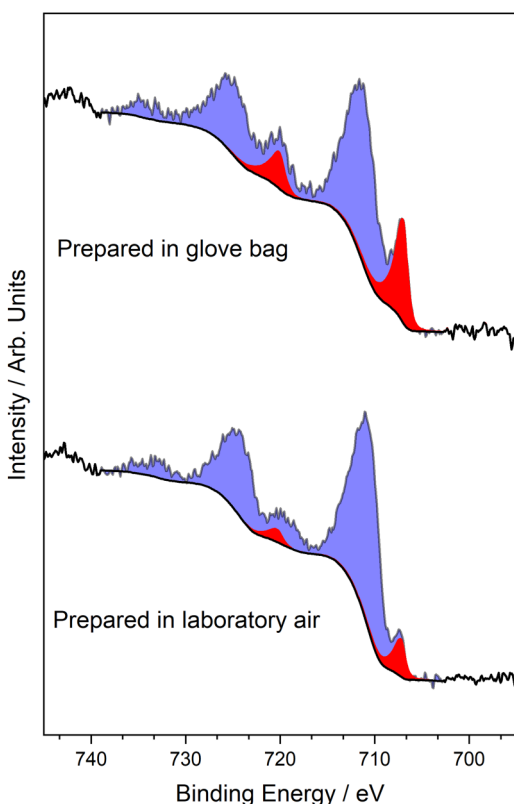 Prepared in glove bag
Intensity / Arb. Units
Prepared in laboratory air
740 730 720 710 700
Binding Energy / eV